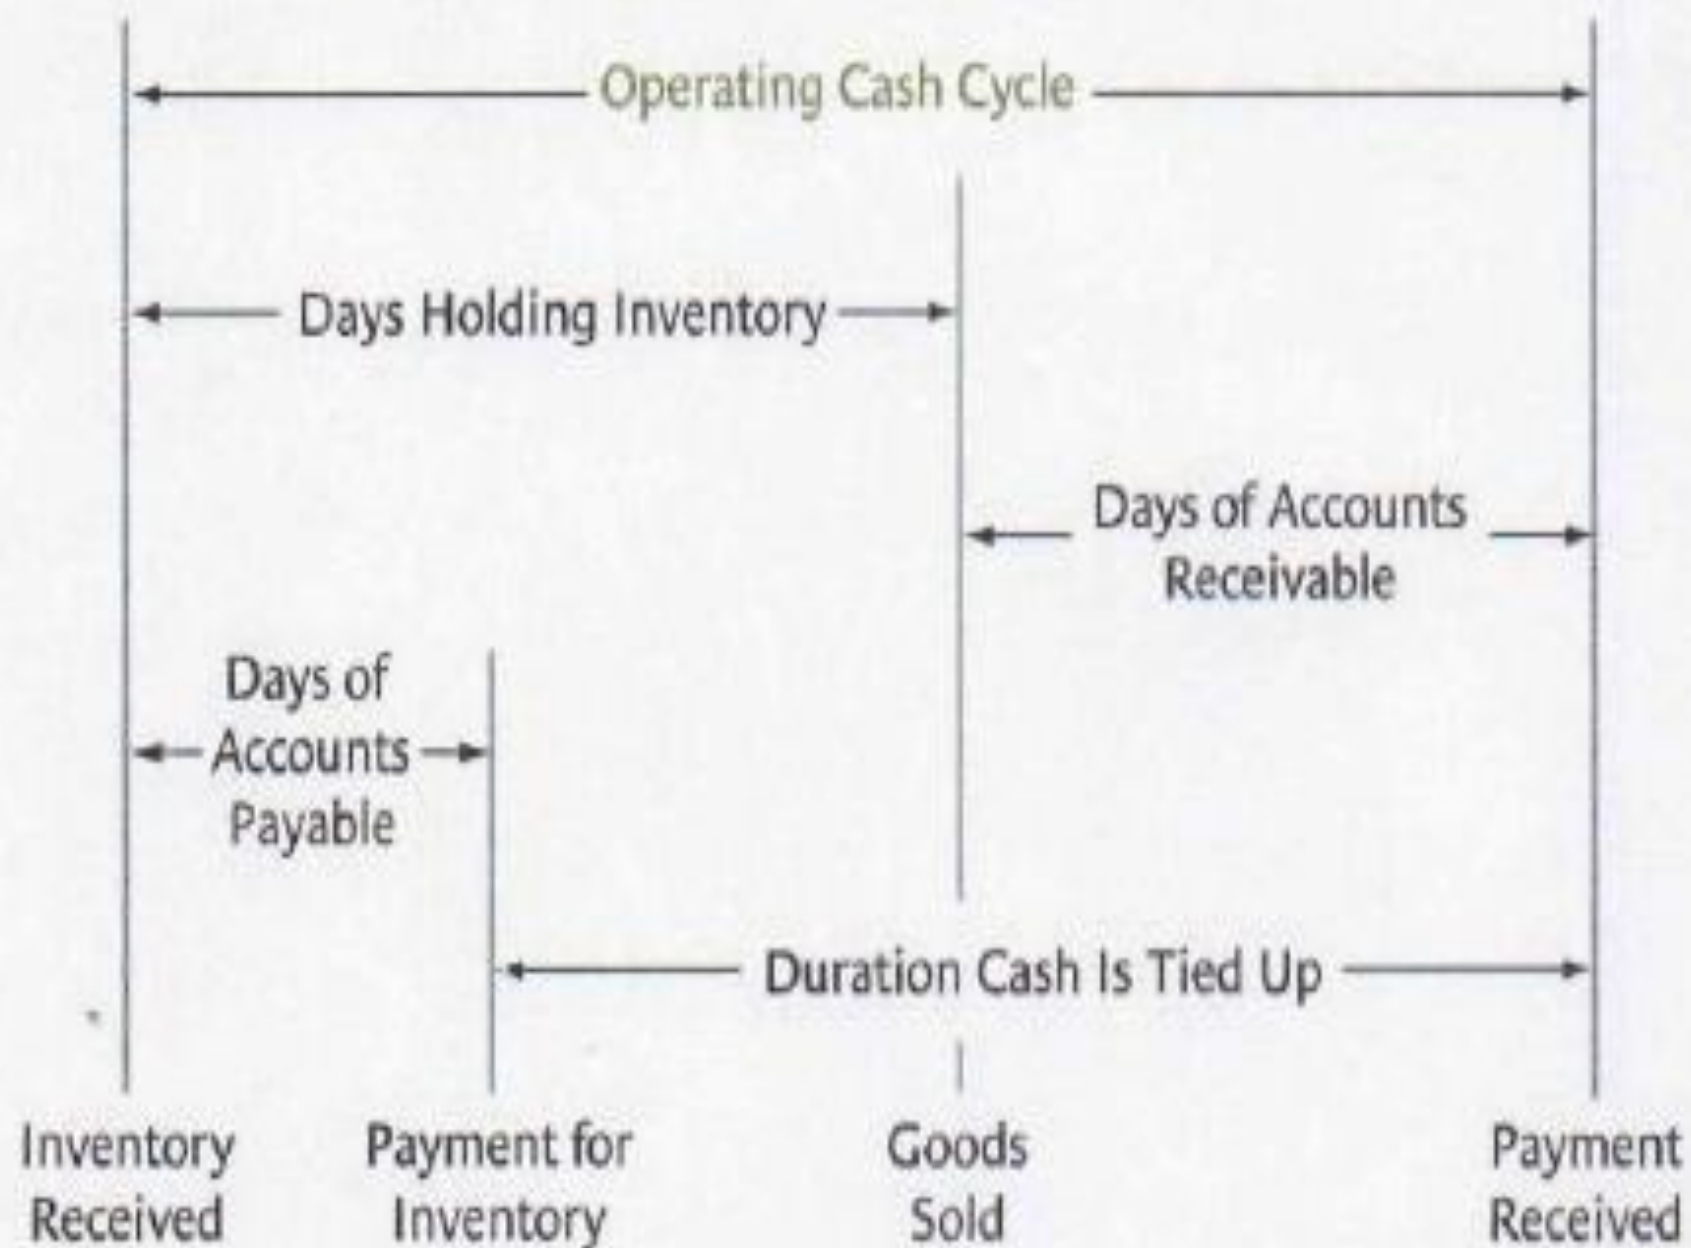 Operating Cash Cycle
Days Holding Inventory
Days of Accounts
Receivable
Days of
Accounts
Payable
Duration Cash Is Tied Up
Inventory
Received
Payment for
Inventory
Goods
Sold
Payment
Received